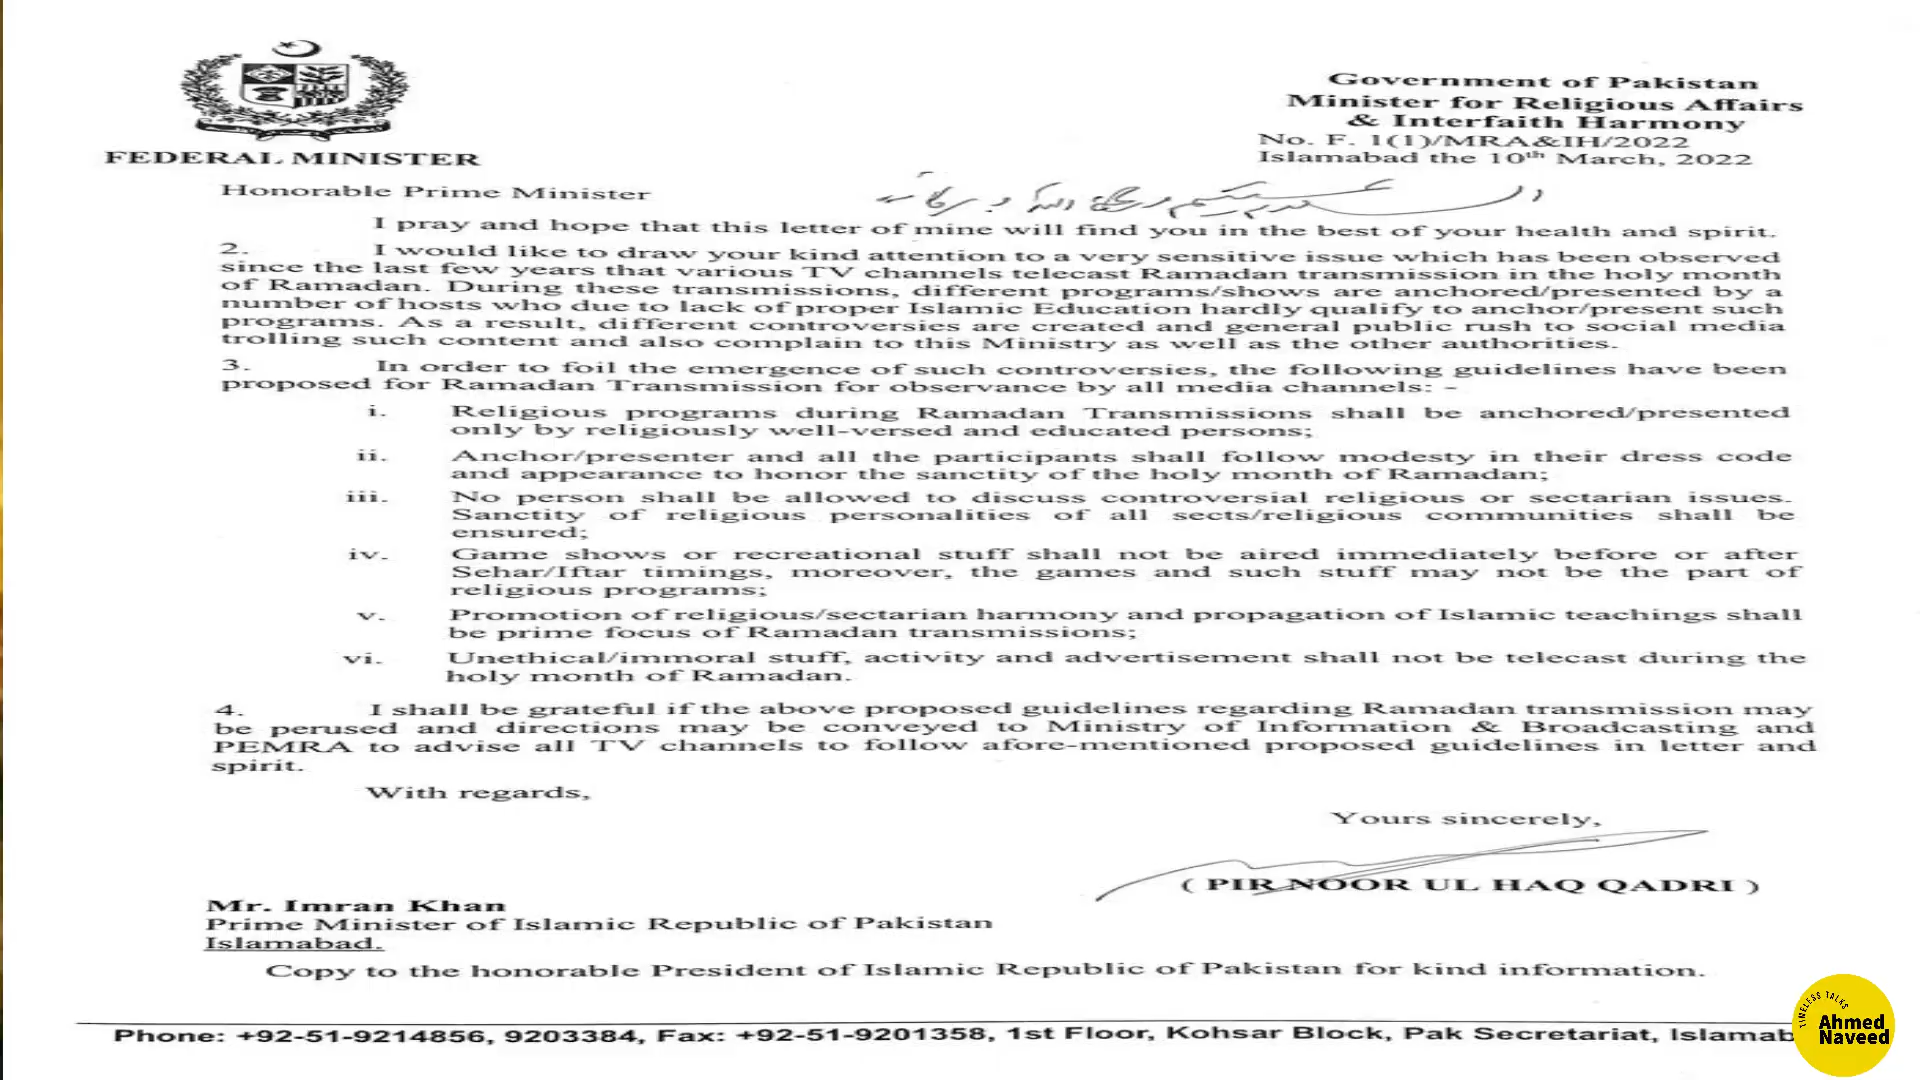 Government of Pakistan
Minister for Religious Affairs
& Interfaith Harmony
No. F. 1(1)/MRA&IH/2022
Islamabad the 10th March, 2022
FEDERAL MINISTER
Honorable Prime Minister
السلام علیکم ورحمۃ اللہ و برکاتہ
I pray and hope that this letter of mine will find you in the best of your health and spirit.
2. I would like to draw your kind attention to a very sensitive issue which has been observed
since the last few years that various TV channels telecast Ramadan transmission in the holy month
of Ramadan. During these transmissions, different programs/shows are anchored/presented by a
number of hosts who due to lack of proper Islamic Education hardly qualify to anchor/present such
programs. As a result, different controversies are created and general public rush to social media
trolling such content and also complain to this Ministry as well as the other authorities.
3. In order to foil the emergence of such controversies, the following guidelines have been
proposed for Ramadan Transmission for observance by all media channels: -
i. Religious programs during Ramadan Transmissions shall be anchored/presented
only by religiously well-versed and educated persons;
ii. Anchor/presenter and all the participants shall follow modesty in their dress code
and appearance to honor the sanctity of the holy month of Ramadan;
iii. No person shall be allowed to discuss controversial religious or sectarian issues.
Sanctity of religious personalities of all sects/religious communities shall be
ensured;
iv. Game shows or recreational stuff shall not be aired immediately before or after
Sehar/Iftar timings, moreover, the games and such stuff may not be the part of
religious programs;
v. Promotion of religious/sectarian harmony and propagation of Islamic teachings shall
be prime focus of Ramadan transmissions;
vi. Unethical/immoral stuff, activity and advertisement shall not be telecast during the
holy month of Ramadan.
4. I shall be grateful if the above proposed guidelines regarding Ramadan transmission may
be perused and directions may be conveyed to Ministry of Information & Broadcasting and
PEMRA to advise all TV channels to follow afore-mentioned proposed guidelines in letter and
spirit.
With regards,
Yours sincerely,
( PIR NOOR UL HAQ QADRI )
Mr. Imran Khan
Prime Minister of Islamic Republic of Pakistan
Islamabad.
Copy to the honorable President of Islamic Republic of Pakistan for kind information.
Phone: +92-51-9214856, 9203384, Fax: +92-51-9201358, 1st Floor, Kohsar Block, Pak Secretariat, Islamab
TIMELESS TALKS
Ahmed
Naveed